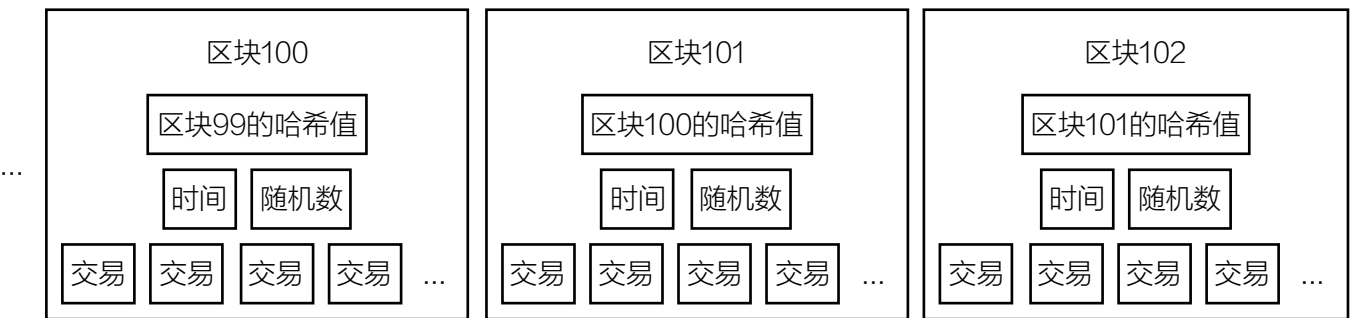 区块100
区块99的哈希值
时间 随机数
交易 交易 交易 交易 ...
区块101
区块100的哈希值
时间 随机数
交易 交易 交易 交易 ...
区块102
区块101的哈希值
时间 随机数
交易 交易 交易 交易 ...
...